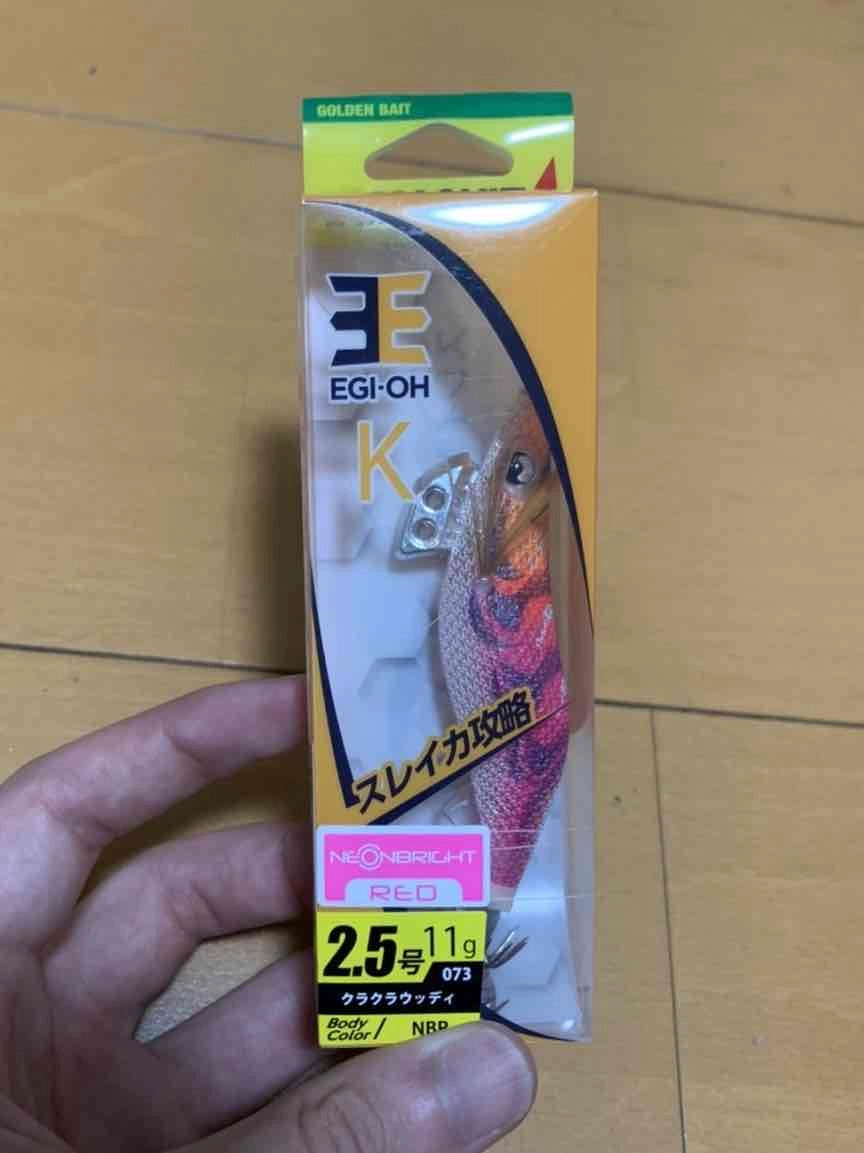 GOLDEN BAIT
EGI-OH
K
スレイカ攻略
NEONBRIGHT
RED
2.5号 11g
073
クラクラウッディ
Body Color / NBR